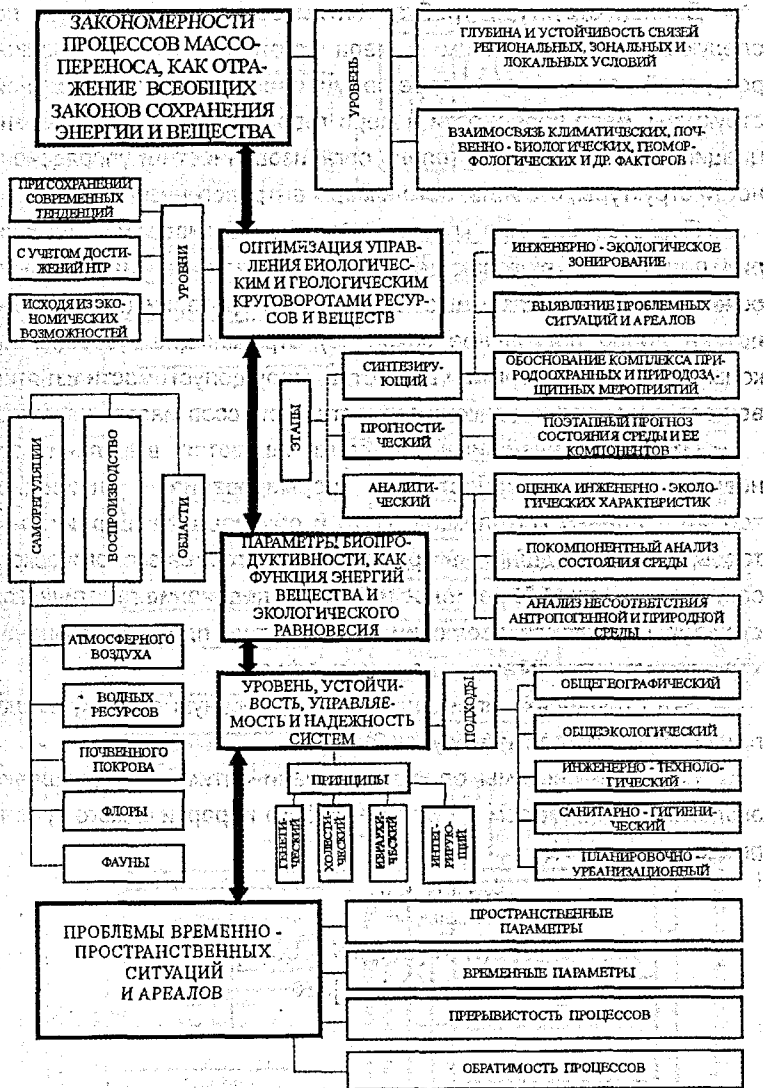 ЗАКОНОМЕРНОСТИ
ПРОЦЕССОВ МАССО-
ПЕРЕНОСА, КАК ОТРА-
ЖЕНИЕ ВСЕОБЩИХ
ЗАКОНОВ СОХРАНЕНИЯ
ЭНЕРГИИ И ВЕЩЕСТВА
УРОВЕНЬ
ГЛУБИНА И УСТОЙЧИВОСТЬ СВЯЗЕЙ
РЕГИОНАЛЬНЫХ, ЗОНАЛЬНЫХ И
ЛОКАЛЬНЫХ УСЛОВИЙ
ВЗАИМОСВЯЗЬ КЛИМАТИЧЕСКИХ, ПОЧ-
ВЕННО - БИОЛОГИЧЕСКИХ, ГЕОМОР-
ФОЛОГИЧЕСКИХ И ДР. ФАКТОРОВ
ПРИ СОХРАНЕНИИ
СОВРЕМЕННЫХ
ТЕНДЕНЦИЙ
С УЧЕТОМ ДОСТИ-
ЖЕНИЙ НТР
ИСХОДЯ ИЗ ЭКО-
НОМИЧЕСКИХ
ВОЗМОЖНОСТЕЙ
УРОВНИ
ОПТИМИЗАЦИЯ УПРАВ-
ЛЕНИЯ БИОЛОГИЧЕС-
КИМ И ГЕОЛОГИЧЕСКИМ
КРУГОВОРОТАМИ РЕСУР-
СОВ И ВЕЩЕСТВ
ИНЖЕНЕРНО - ЭКОЛОГИЧЕСКОЕ
ЗОНИРОВАНИЕ
ВЫЯВЛЕНИЕ ПРОБЛЕМНЫХ
СИТУАЦИЙ И АРЕАЛОВ
ОБОСНОВАНИЕ КОМПЛЕКСА ПРИ-
РОДООХРАННЫХ И ПРИРОДОЗА-
ЩИТНЫХ МЕРОПРИЯТИЙ
ЭТАПЫ
СИНТЕЗИРУ-
ЮЩИЙ
ПРОГНОСТИ-
ЧЕСКИЙ
АНАЛИТИ-
ЧЕСКИЙ
ПОЭТАПНЫЙ ПРОГНОЗ
СОСТОЯНИЯ СРЕДЫ И ЕЕ
КОМПОНЕНТОВ
ОЦЕНКА ИНЖЕНЕРНО - ЭКОЛО-
ГИЧЕСКИХ ХАРАКТЕРИСТИК
ПОКОМПОНЕНТНЫЙ АНАЛИЗ
СОСТОЯНИЯ СРЕДЫ
АНАЛИЗ НЕСООТВЕТСТВИЯ
АНТРОПОГЕННОЙ И ПРИРОДНОЙ
СРЕДЫ
САМОРЕГУЛЯЦИИ
ВОСПРОИЗВОДСТВО
ОБЛАСТИ
ПАРАМЕТРЫ БИОПРО-
ДУКТИВНОСТИ, КАК
ФУНКЦИЯ ЭНЕРГИЙ
ВЕЩЕСТВА И
ЭКОЛОГИЧЕСКОГО
РАВНОВЕСИЯ
АТМОСФЕРНОГО
ВОЗДУХА
ВОДНЫХ
РЕСУРСОВ
ПОЧВЕННОГО
ПОКРОВА
ФЛОРЫ
ФАУНЫ
УРОВЕНЬ, УСТОЙЧИ-
ВОСТЬ, УПРАВЛЯЕ-
МОСТЬ И НАДЕЖНОСТЬ
СИСТЕМ
ПОДХОДЫ
ОБЩЕГЕОГРАФИЧЕСКИЙ
ОБЩЕЭКОЛОГИЧЕСКИЙ
ИНЖЕНЕРНО - ТЕХНОЛО-
ГИЧЕСКИЙ
САНИТАРНО - ГИГИЕНИ-
ЧЕСКИЙ
ПЛАНИРОВОЧНО -
УРБАНИЗАЦИОННЫЙ
ПРИНЦИПЫ
ГЕНЕТИ-
ЧЕСКИЙ
ХОЛЕСТИ-
ЧЕСКИЙ
ИЕРАРХИ-
ЧЕСКИЙ
ИНТЕГ-
РИРУЮ-
ЩИЙ
ПРОБЛЕМЫ ВРЕМЕННО -
ПРОСТРАНСТВЕННЫХ
СИТУАЦИЙ
И АРЕАЛОВ
ПРОСТРАНСТВЕННЫЕ
ПАРАМЕТРЫ
ВРЕМЕННЫЕ ПАРАМЕТРЫ
ПРЕРЫВИСТОСТЬ ПРОЦЕССОВ
ОБРАТИМОСТЬ ПРОЦЕССОВ